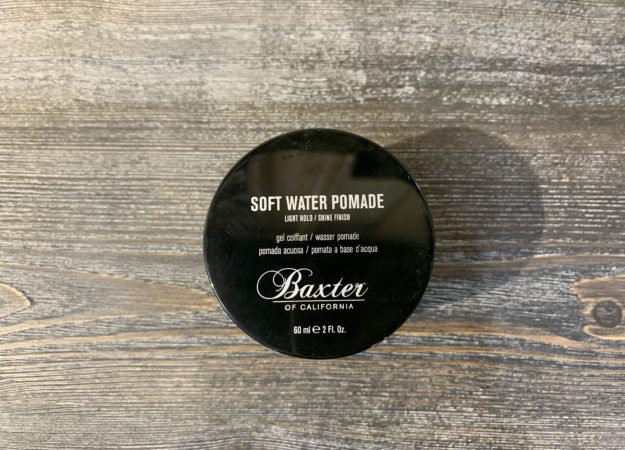 SOFT WATER POMADE
LIGHT HOLD / SHINE FINISH
gel coiffant / wasser pomade
pomada acuosa / pomata a base d'acqua
Baxter
OF CALIFORNIA
60 ml ℮ 2 Fl. Oz.